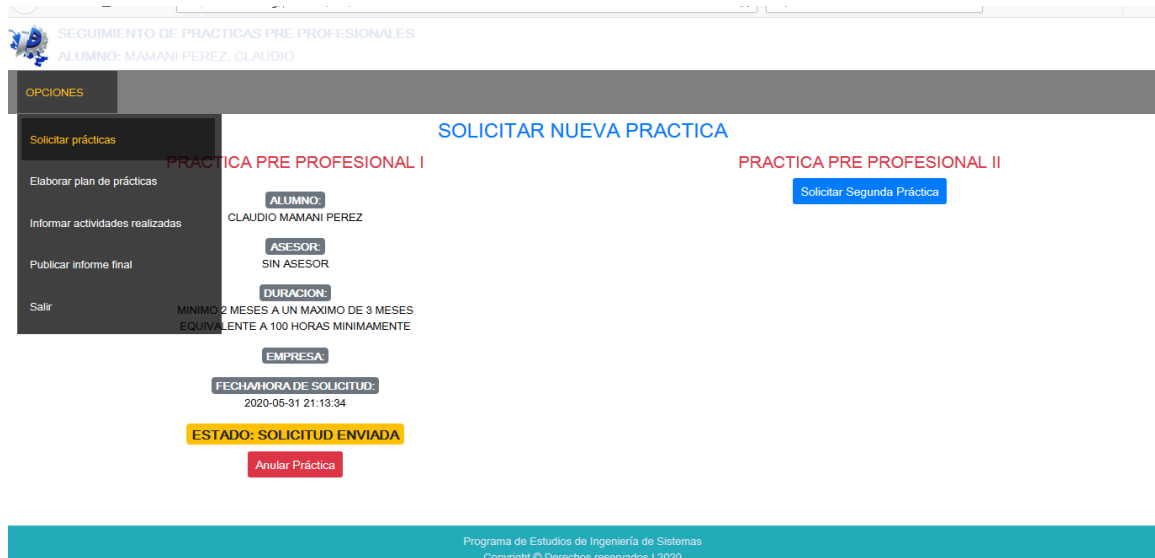 SEGUIMIENTO DE PRACTICAS PRE PROFESIONALES
ALUMNO: MAMANI PEREZ, CLAUDIO
OPCIONES
Solicitar prácticas
Elaborar plan de prácticas
Informar actividades realizadas
Publicar informe final
Salir
SOLICITAR NUEVA PRACTICA
PRACTICA PRE PROFESIONAL I
ALUMNO:
CLAUDIO MAMANI PEREZ
ASESOR:
SIN ASESOR
DURACION:
MINIMO 2 MESES A UN MAXIMO DE 3 MESES
EQUIVALENTE A 100 HORAS MINIMAMENTE
EMPRESA:
FECHA/HORA DE SOLICITUD:
2020-05-31 21:13:34
ESTADO: SOLICITUD ENVIADA
Anular Práctica
PRACTICA PRE PROFESIONAL II
Solicitar Segunda Práctica
Programa de Estudios de Ingeniería de Sistemas
Copyright © Derechos reservados | 2020